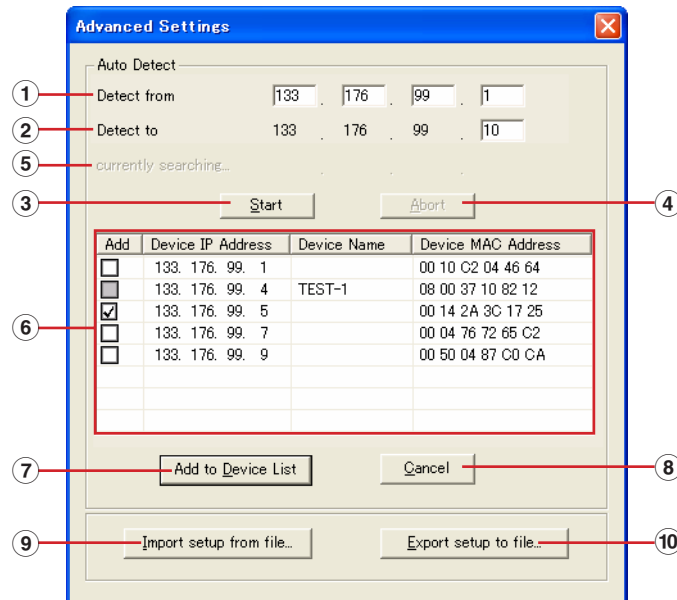 Advanced Settings
Auto Detect
① Detect from 133 . 176 . 99 . 1
② Detect to 133 . 176 . 99 . 10
⑤ currently searching... . . .
③ Start Abort ④
Add Device IP Address Device Name Device MAC Address
133. 176. 99. 1 00 10 C2 04 46 64
133. 176. 99. 4 TEST-1 08 00 37 10 82 12
⑥ 133. 176. 99. 5 00 14 2A 3C 17 25
133. 176. 99. 7 00 04 76 72 65 C2
133. 176. 99. 9 00 50 04 87 C0 CA
⑦ Add to Device List Cancel ⑧
⑨ Import setup from file... Export setup to file... ⑩